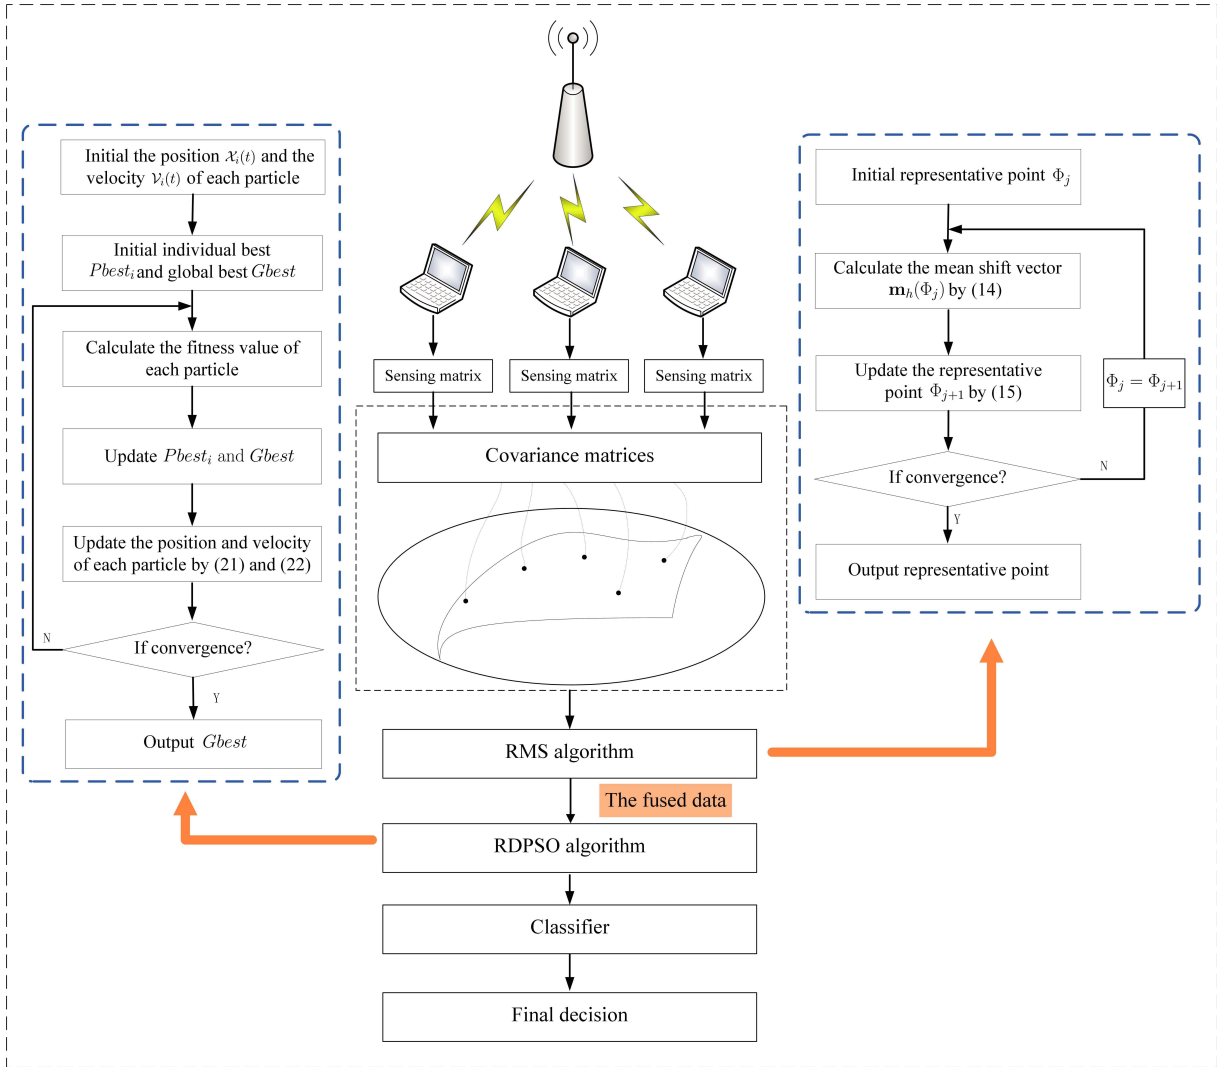 Initial the position 𝒳ᵢ(t) and the
velocity 𝒱ᵢ(t) of each particle
Initial individual best
Pbestᵢ and global best Gbest
Calculate the fitness value of
each particle
Update Pbestᵢ and Gbest
Update the position and velocity
of each particle by (21) and (22)
If convergence?
N
Y
Output Gbest
Sensing matrix
Sensing matrix
Sensing matrix
Covariance matrices
RMS algorithm
The fused data
RDPSO algorithm
Classifier
Final decision
Initial representative point Φⱼ
Calculate the mean shift vector
𝐦ₕ(Φⱼ) by (14)
Update the representative
point Φⱼ₊₁ by (15)
Φⱼ = Φⱼ₊₁
If convergence?
N
Y
Output representative point